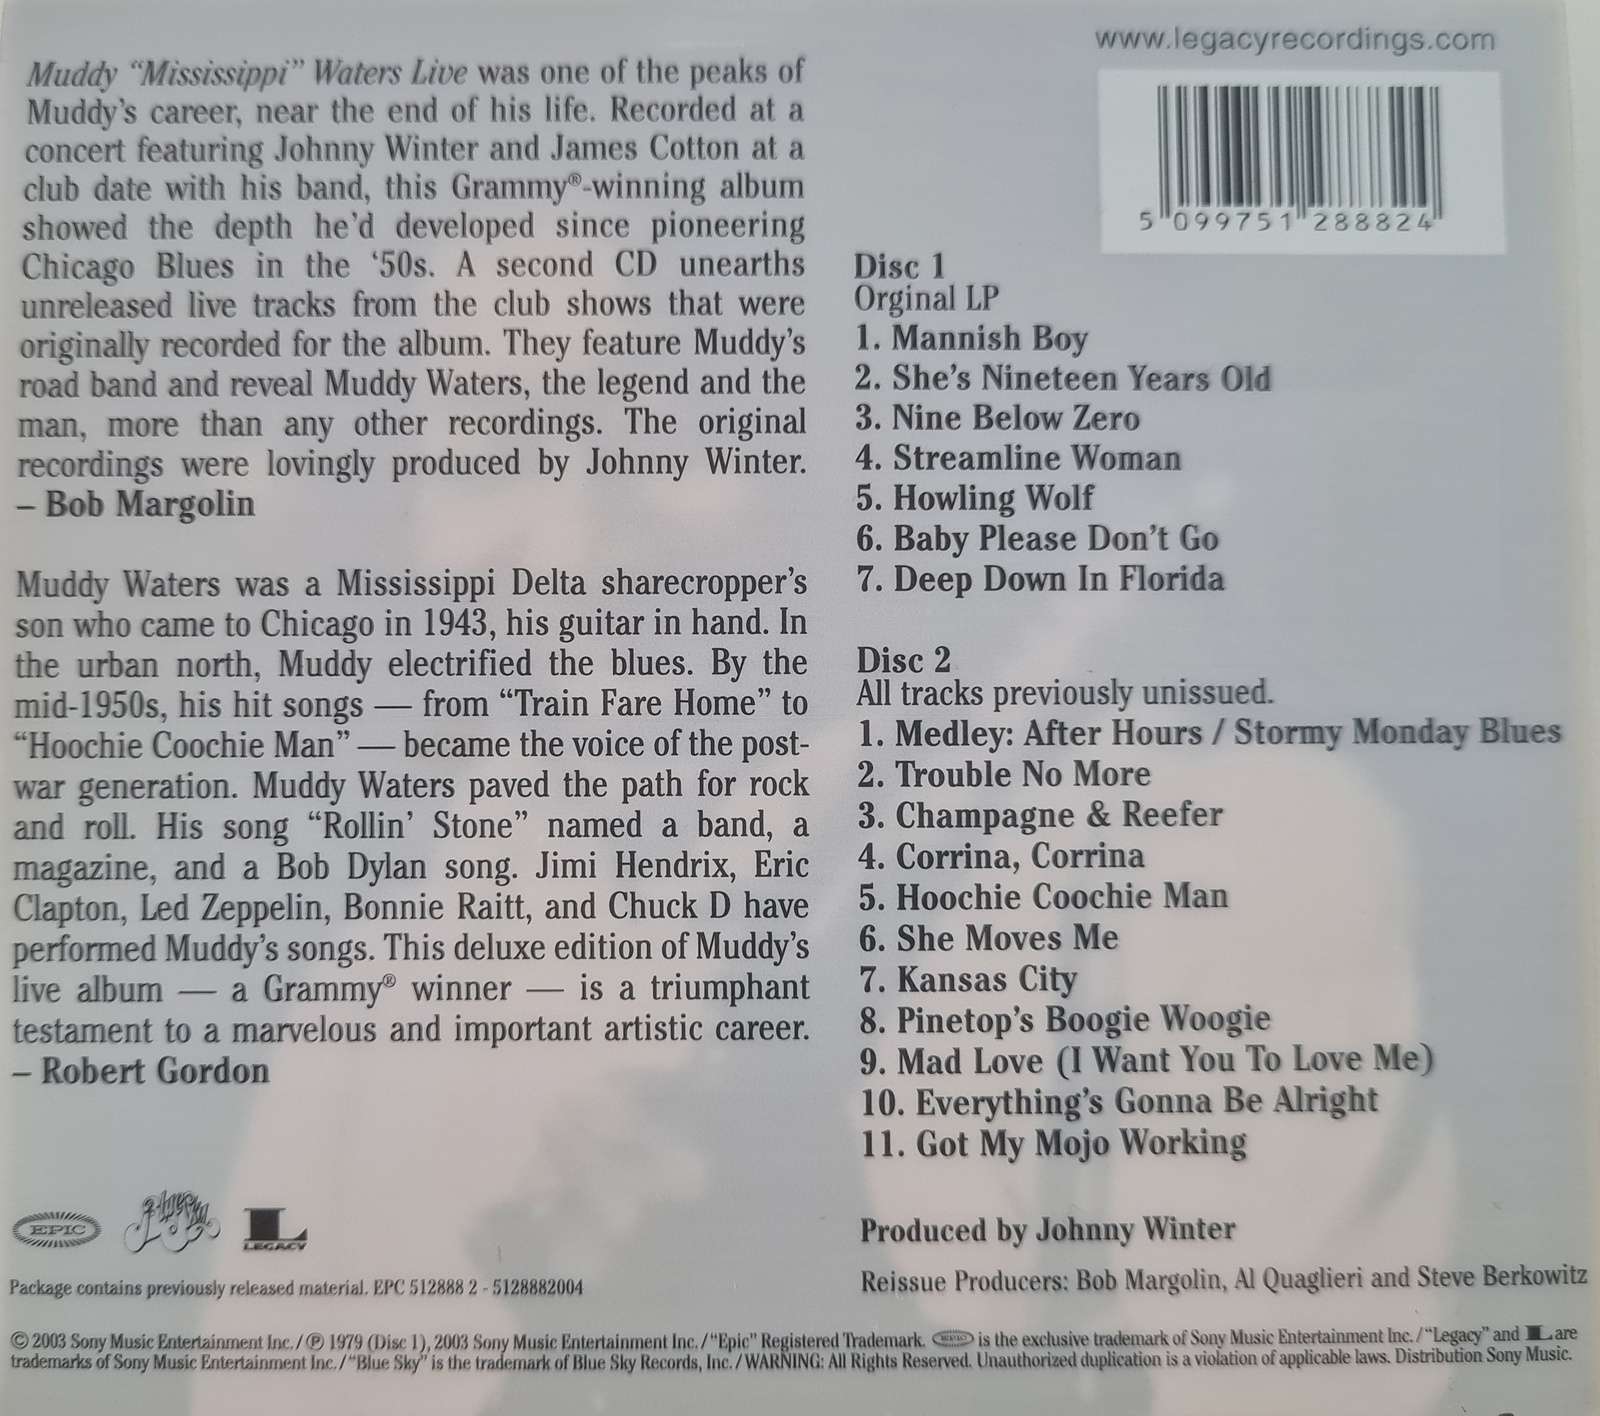 Muddy “Mississippi” Waters Live was one of the peaks of
Muddy’s career, near the end of his life. Recorded at a
concert featuring Johnny Winter and James Cotton at a
club date with his band, this Grammy®-winning album
showed the depth he’d developed since pioneering
Chicago Blues in the ‘50s. A second CD unearths
unreleased live tracks from the club shows that were
originally recorded for the album. They feature Muddy’s
road band and reveal Muddy Waters, the legend and the
man, more than any other recordings. The original
recordings were lovingly produced by Johnny Winter.
– Bob Margolin
Muddy Waters was a Mississippi Delta sharecropper’s
son who came to Chicago in 1943, his guitar in hand. In
the urban north, Muddy electrified the blues. By the
mid-1950s, his hit songs — from “Train Fare Home” to
“Hoochie Coochie Man” — became the voice of the post-
war generation. Muddy Waters paved the path for rock
and roll. His song “Rollin’ Stone” named a band, a
magazine, and a Bob Dylan song. Jimi Hendrix, Eric
Clapton, Led Zeppelin, Bonnie Raitt, and Chuck D have
performed Muddy’s songs. This deluxe edition of Muddy’s
live album — a Grammy® winner — is a triumphant
testament to a marvelous and important artistic career.
– Robert Gordon
www.legacyrecordings.com
5 099751 288824
Disc 1
Orginal LP
1. Mannish Boy
2. She’s Nineteen Years Old
3. Nine Below Zero
4. Streamline Woman
5. Howling Wolf
6. Baby Please Don’t Go
7. Deep Down In Florida
Disc 2
All tracks previously unissued.
1. Medley: After Hours / Stormy Monday Blues
2. Trouble No More
3. Champagne & Reefer
4. Corrina, Corrina
5. Hoochie Coochie Man
6. She Moves Me
7. Kansas City
8. Pinetop’s Boogie Woogie
9. Mad Love (I Want You To Love Me)
10. Everything’s Gonna Be Alright
11. Got My Mojo Working
Produced by Johnny Winter
Reissue Producers: Bob Margolin, Al Quaglieri and Steve Berkowitz
EPIC Blue Sky L LEGACY
Package contains previously released material. EPC 512888 2 - 5128882004
© 2003 Sony Music Entertainment Inc. / ℗ 1979 (Disc 1), 2003 Sony Music Entertainment Inc. / “Epic” Registered Trademark. EPIC is the exclusive trademark of Sony Music Entertainment Inc. / “Legacy” and L are
trademarks of Sony Music Entertainment Inc. / “Blue Sky” is the trademark of Blue Sky Records, Inc. / WARNING: All Rights Reserved. Unauthorized duplication is a violation of applicable laws. Distribution Sony Music.